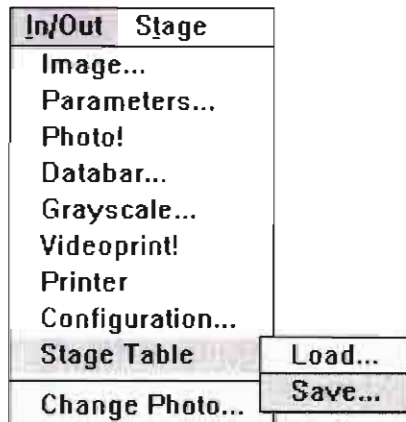 In/Out Stage
Image...
Parameters...
Photo!
Databar...
Grayscale...
Videoprint!
Printer
Configuration...
Stage Table Load...
Save...
Change Photo...